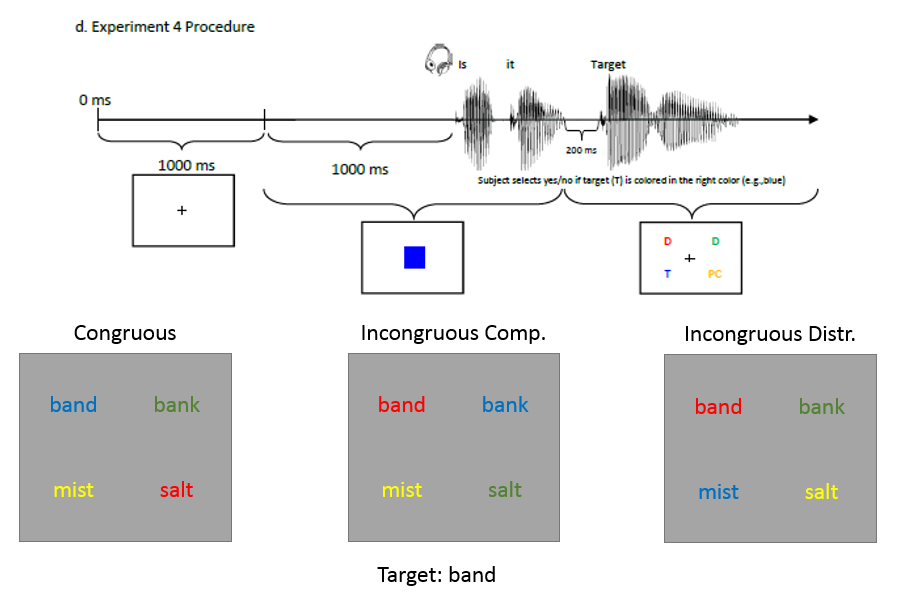 d. Experiment 4 Procedure
Is it Target
0 ms
200 ms
1000 ms
1000 ms
Subject selects yes/no if target (T) is colored in the right color (e.g.,blue)
+
D D
+
T PC
Congruous Incongruous Comp. Incongruous Distr.
band bank band bank band bank
mist salt mist salt mist salt
Target: band